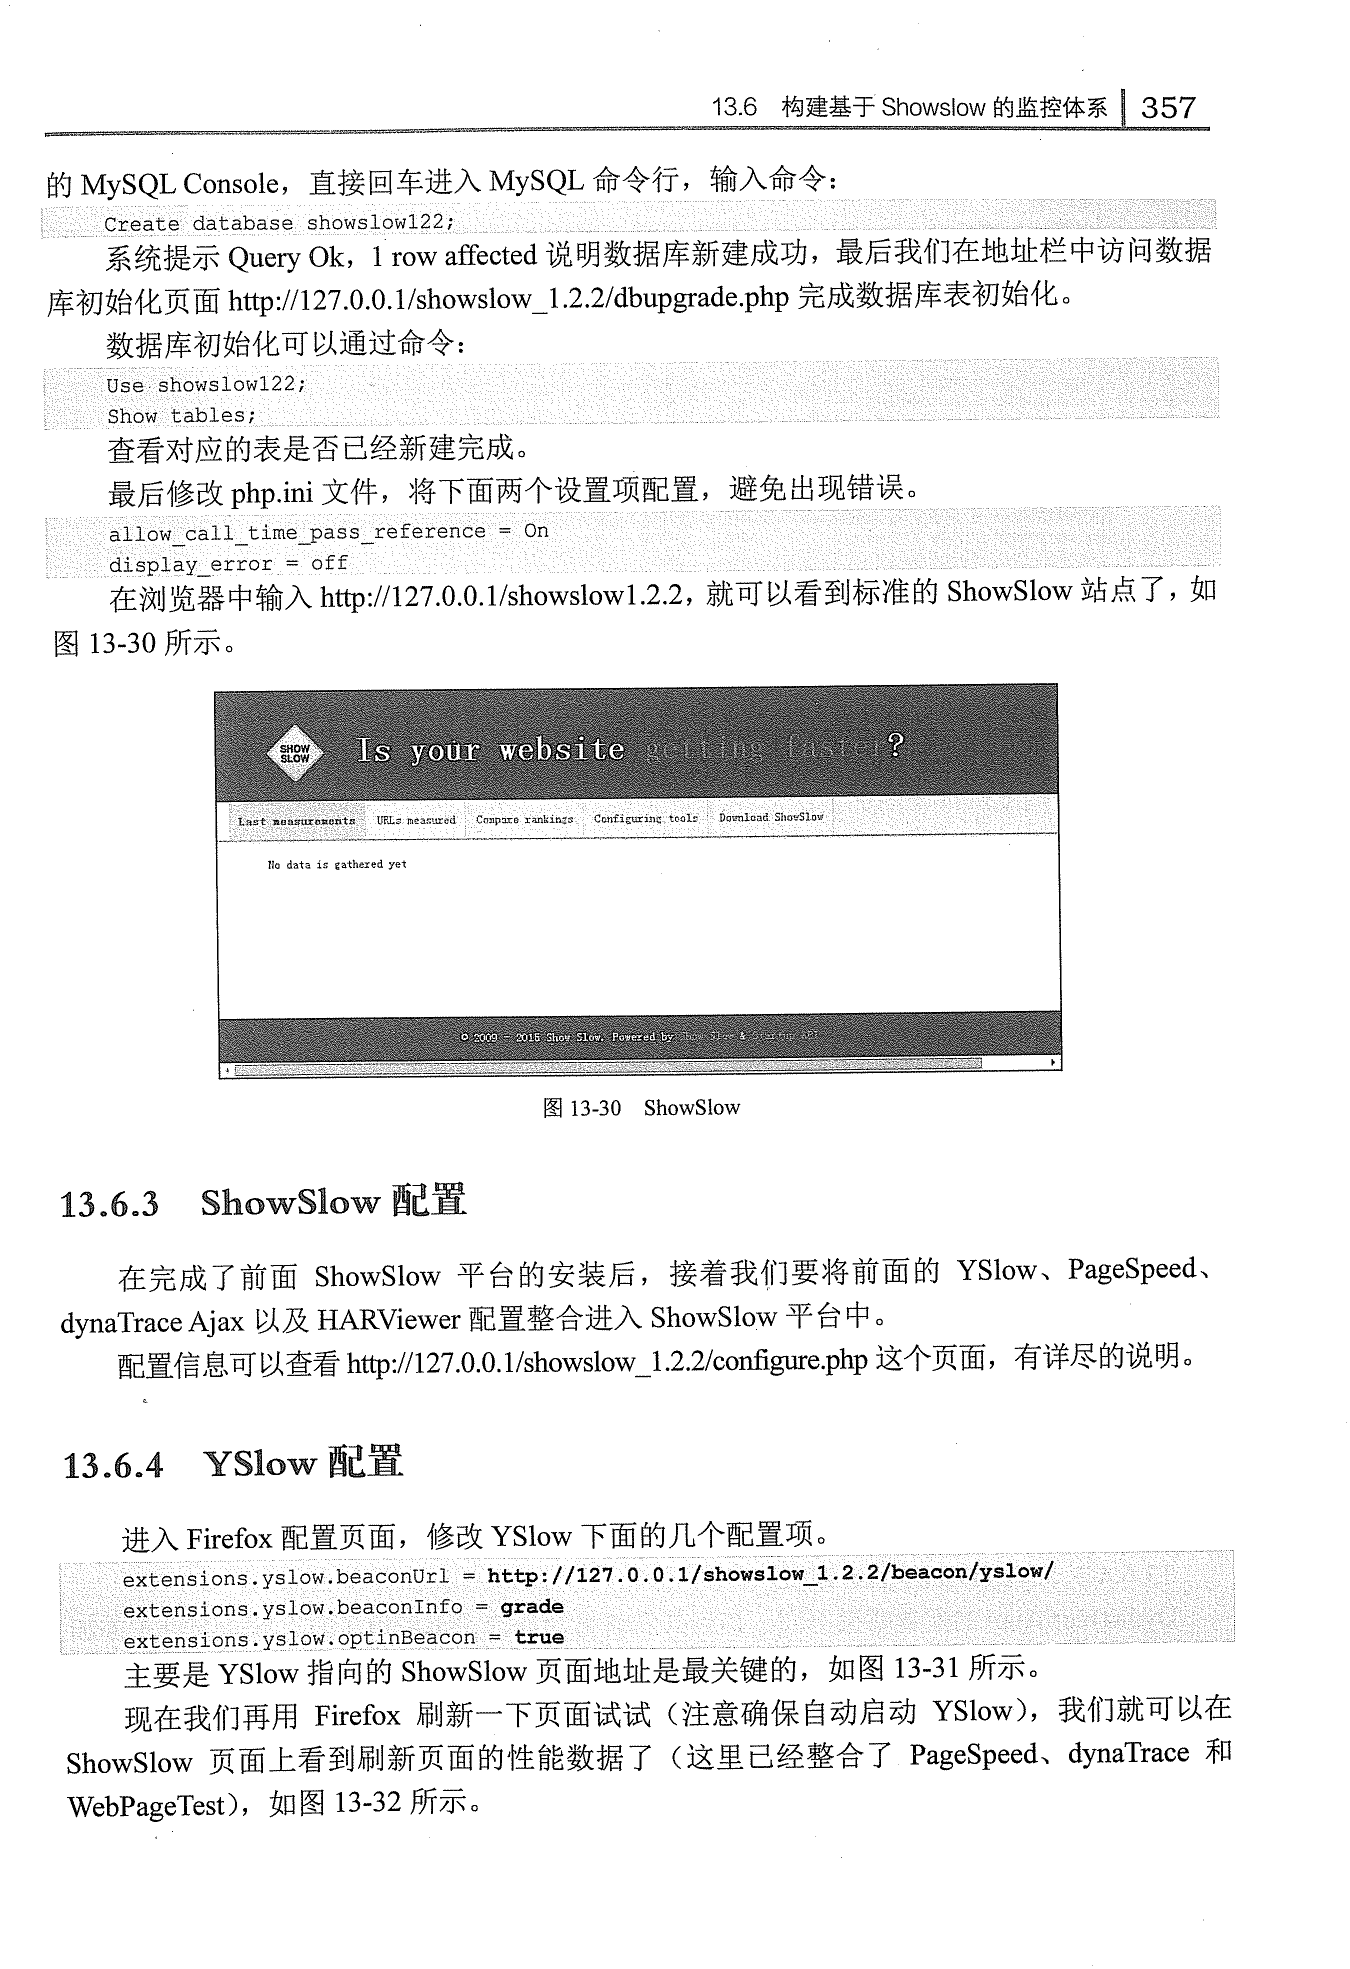 13.6 构建基于 Showslow 的监控体系 357
的 MySQL Console，直接回车进入 MySQL 命令行，输入命令：
Create database showslow122;
系统提示 Query Ok，1 row affected 说明数据库新建成功，最后我们在地址栏中访问数据
库初始化页面 http://127.0.0.1/showslow_1.2.2/dbupgrade.php 完成数据库表初始化。
数据库初始化可以通过命令：
Use showslow122;
Show tables;
查看对应的表是否已经新建完成。
最后修改 php.ini 文件，将下面两个设置项配置，避免出现错误。
allow_call_time_pass_reference = On
display_error = off
在浏览器中输入 http://127.0.0.1/showslow1.2.2，就可以看到标准的 ShowSlow 站点了，如
图 13-30 所示。
SHOW
SLOW
Is your website getting faster?
Last measurements URLs measured Compare rankings Configuring tools Download ShowSlow
No data is gathered yet
© 2009 - 2015 Show Slow. Powered by Show Slow &
图 13-30 ShowSlow
13.6.3 ShowSlow 配置
在完成了前面 ShowSlow 平台的安装后，接着我们要将前面的 YSlow、PageSpeed、
dynaTrace Ajax 以及 HARViewer 配置整合进入 ShowSlow 平台中。
配置信息可以查看 http://127.0.0.1/showslow_1.2.2/configure.php 这个页面，有详尽的说明。
13.6.4 YSlow 配置
进入 Firefox 配置页面，修改 YSlow 下面的几个配置项。
extensions.yslow.beaconUrl = http://127.0.0.1/showslow_1.2.2/beacon/yslow/
extensions.yslow.beaconInfo = grade
extensions.yslow.optinBeacon = true
主要是 YSlow 指向的 ShowSlow 页面地址是最关键的，如图 13-31 所示。
现在我们再用 Firefox 刷新一下页面试试（注意确保自动启动 YSlow），我们就可以在
ShowSlow 页面上看到刷新页面的性能数据了（这里已经整合了 PageSpeed、dynaTrace 和
WebPageTest），如图 13-32 所示。